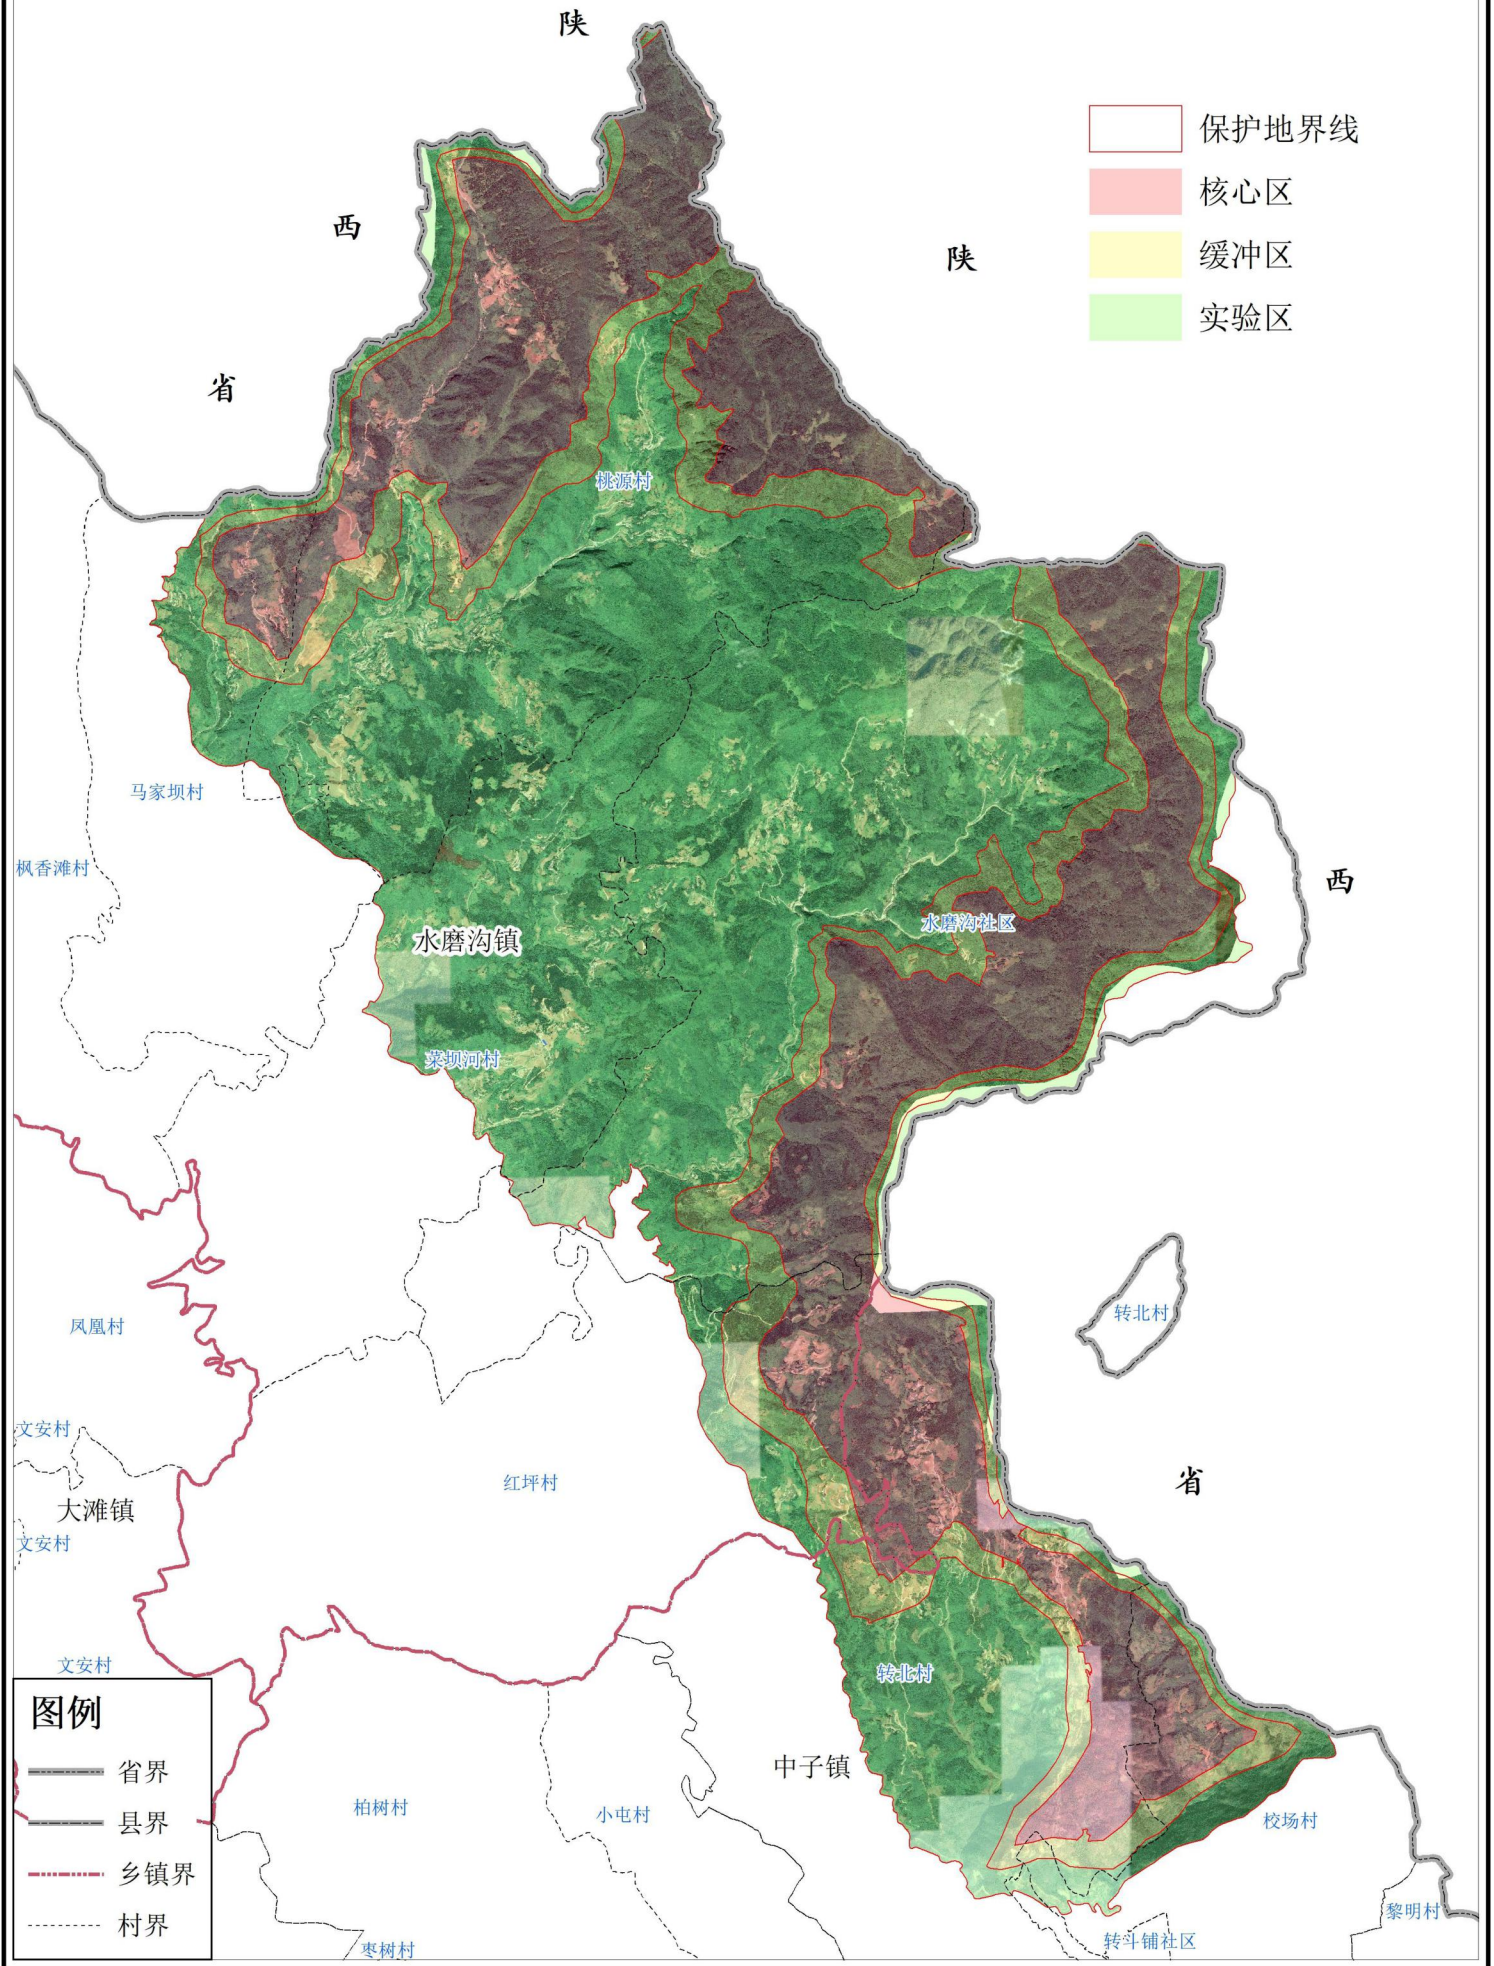 陕
保护地界线
核心区
西
缓冲区
陕
实验区
省
桃源村
马家坝村
枫香滩村
西
水磨沟社区
水磨沟镇
菜坝河村
转北村
凤凰村
文安村
红坪村
省
大滩镇
文安村
文安村
转北村
图例
省界
中子镇
柏树村
小屯村
县界
校场村
乡镇界
村界
黎明村
转斗铺社区
枣树村